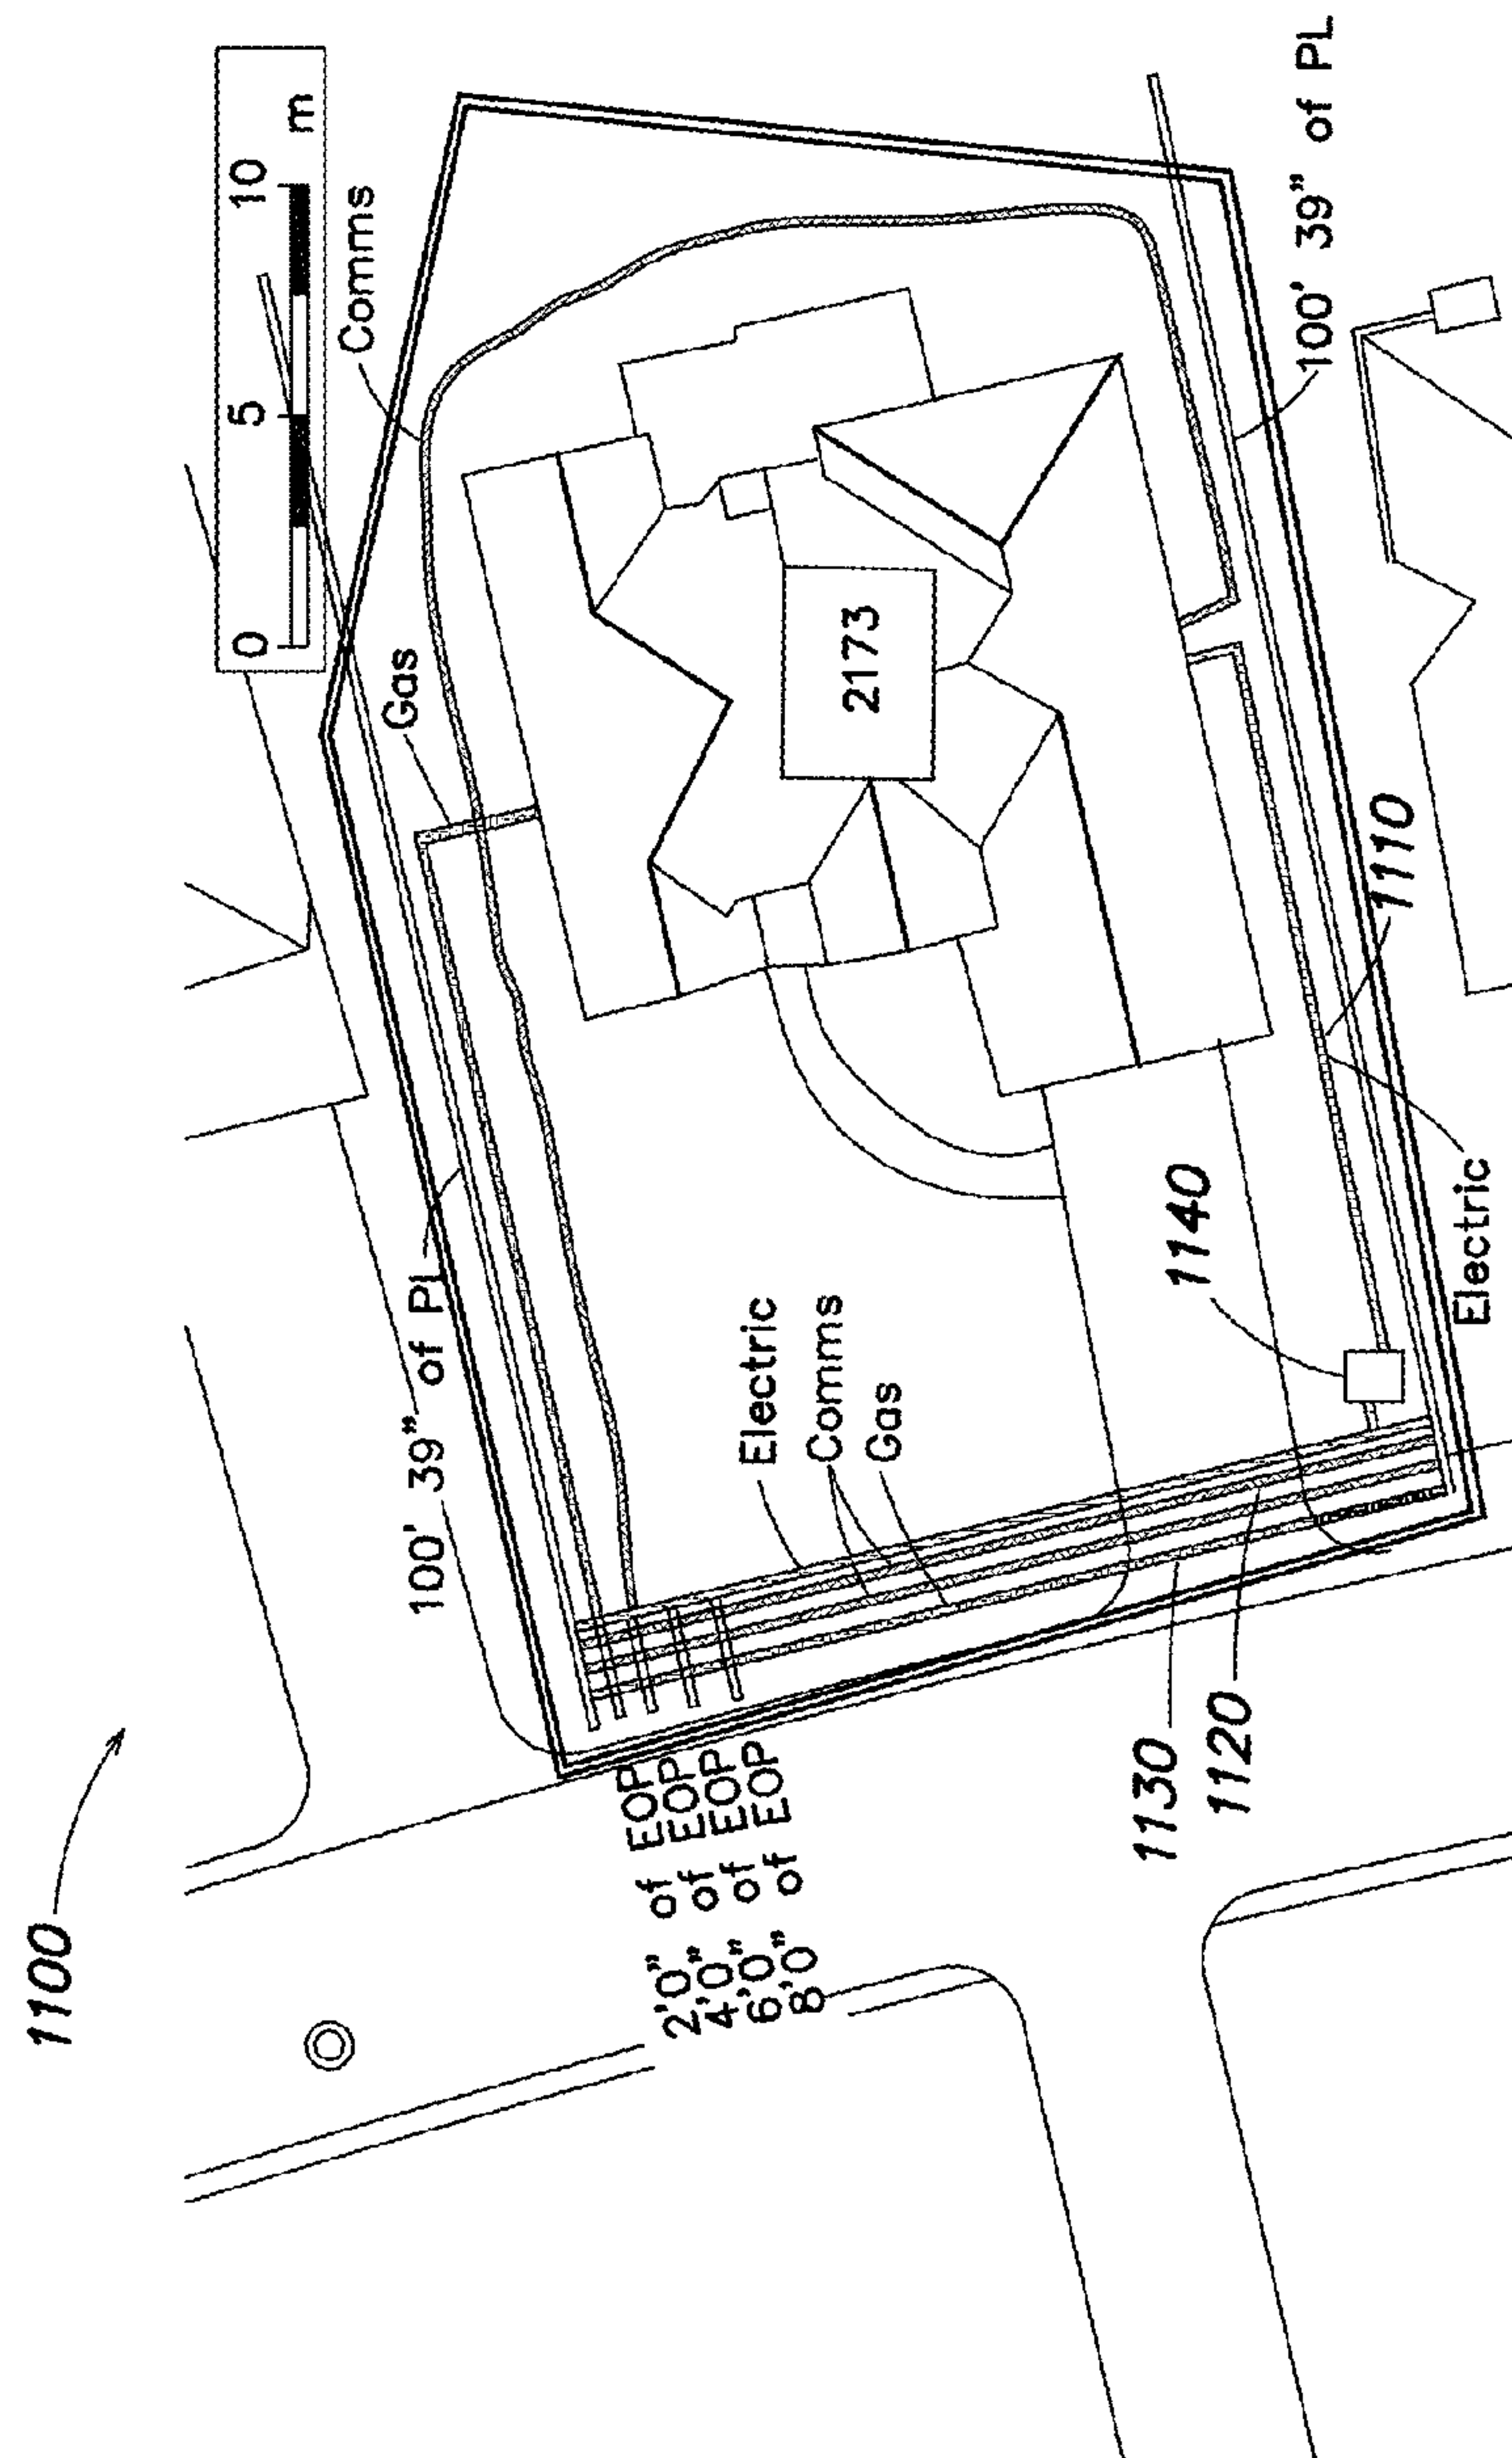 1100
0 5 10 m
Comms
Gas
100' 39" of PL
100' 39" of PL
2173
1110
1140
Electric
Electric
Comms
Gas
1130
1120
2'0" of EOP
4'0" of EOP
6'0" of EOP
8'0" of EOP